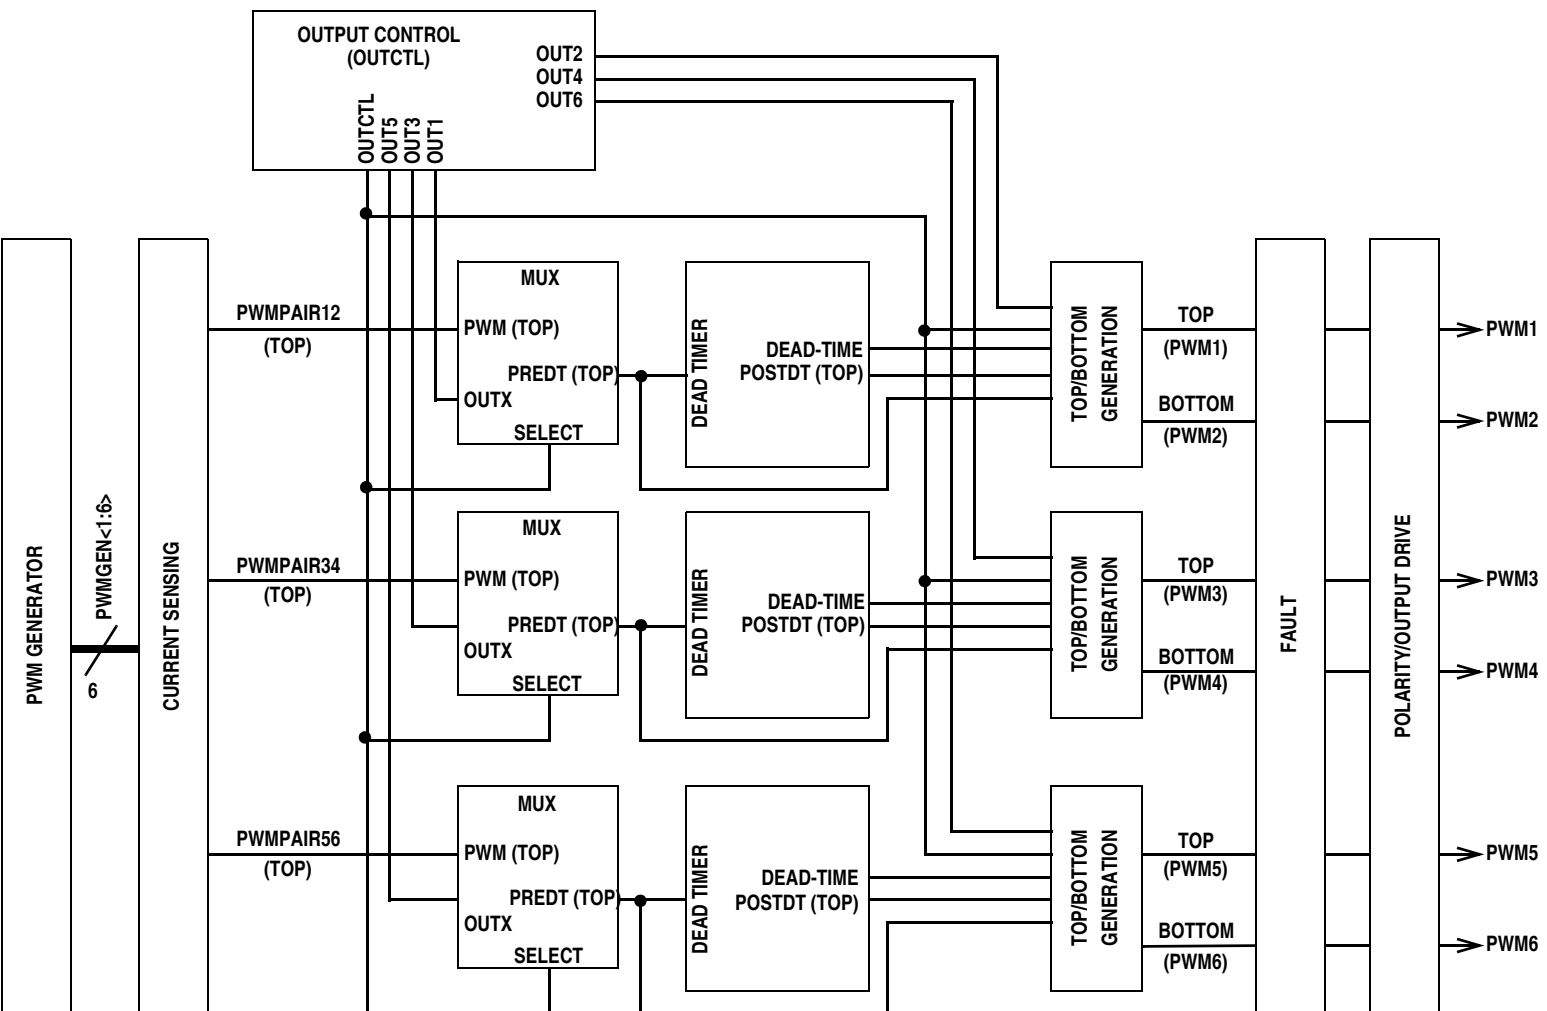 OUTPUT CONTROL
(OUTCTL)
OUT2
OUT4
OUT6
OUTCTL
OUT5
OUT3
OUT1
PWM GENERATOR
PWMGEN<1:6>
6
CURRENT SENSING
PWMPAIR12
(TOP)
MUX
PWM (TOP)
PREDT (TOP)
OUTX
SELECT
DEAD TIMER
DEAD-TIME
POSTDT (TOP)
TOP/BOTTOM
GENERATION
TOP
(PWM1)
BOTTOM
(PWM2)
PWMPAIR34
(TOP)
MUX
PWM (TOP)
PREDT (TOP)
OUTX
SELECT
DEAD TIMER
DEAD-TIME
POSTDT (TOP)
TOP/BOTTOM
GENERATION
TOP
(PWM3)
BOTTOM
(PWM4)
PWMPAIR56
(TOP)
MUX
PWM (TOP)
PREDT (TOP)
OUTX
SELECT
DEAD TIMER
DEAD-TIME
POSTDT (TOP)
TOP/BOTTOM
GENERATION
TOP
(PWM5)
BOTTOM
(PWM6)
FAULT
POLARITY/OUTPUT DRIVE
PWM1
PWM2
PWM3
PWM4
PWM5
PWM6